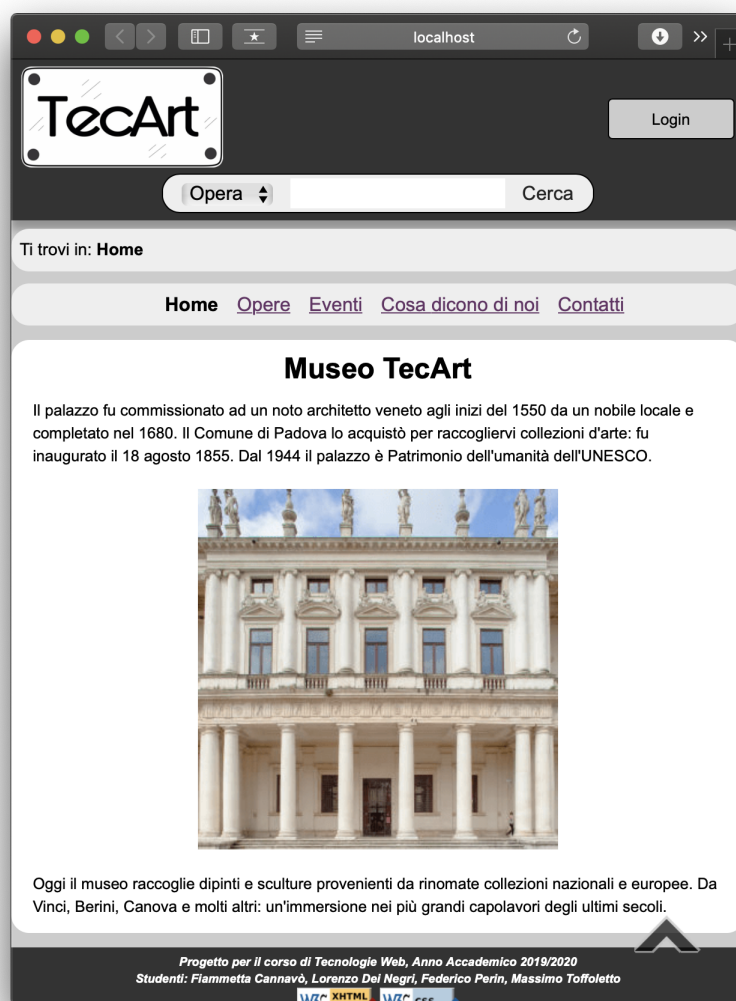 localhost
TecArt
Login
Opera
Cerca
Ti trovi in: Home
Home Opere Eventi Cosa dicono di noi Contatti
Museo TecArt
Il palazzo fu commissionato ad un noto architetto veneto agli inizi del 1550 da un nobile locale e
completato nel 1680. Il Comune di Padova lo acquistò per raccogliervi collezioni d'arte: fu
inaugurato il 18 agosto 1855. Dal 1944 il palazzo è Patrimonio dell'umanità dell'UNESCO.
Oggi il museo raccoglie dipinti e sculture provenienti da rinomate collezioni nazionali e europee. Da
Vinci, Berini, Canova e molti altri: un'immersione nei più grandi capolavori degli ultimi secoli.
Progetto per il corso di Tecnologie Web, Anno Accademico 2019/2020
Studenti: Fiammetta Cannavò, Lorenzo Dei Negri, Federico Perin, Massimo Toffoletto
W3C XHTML W3C css